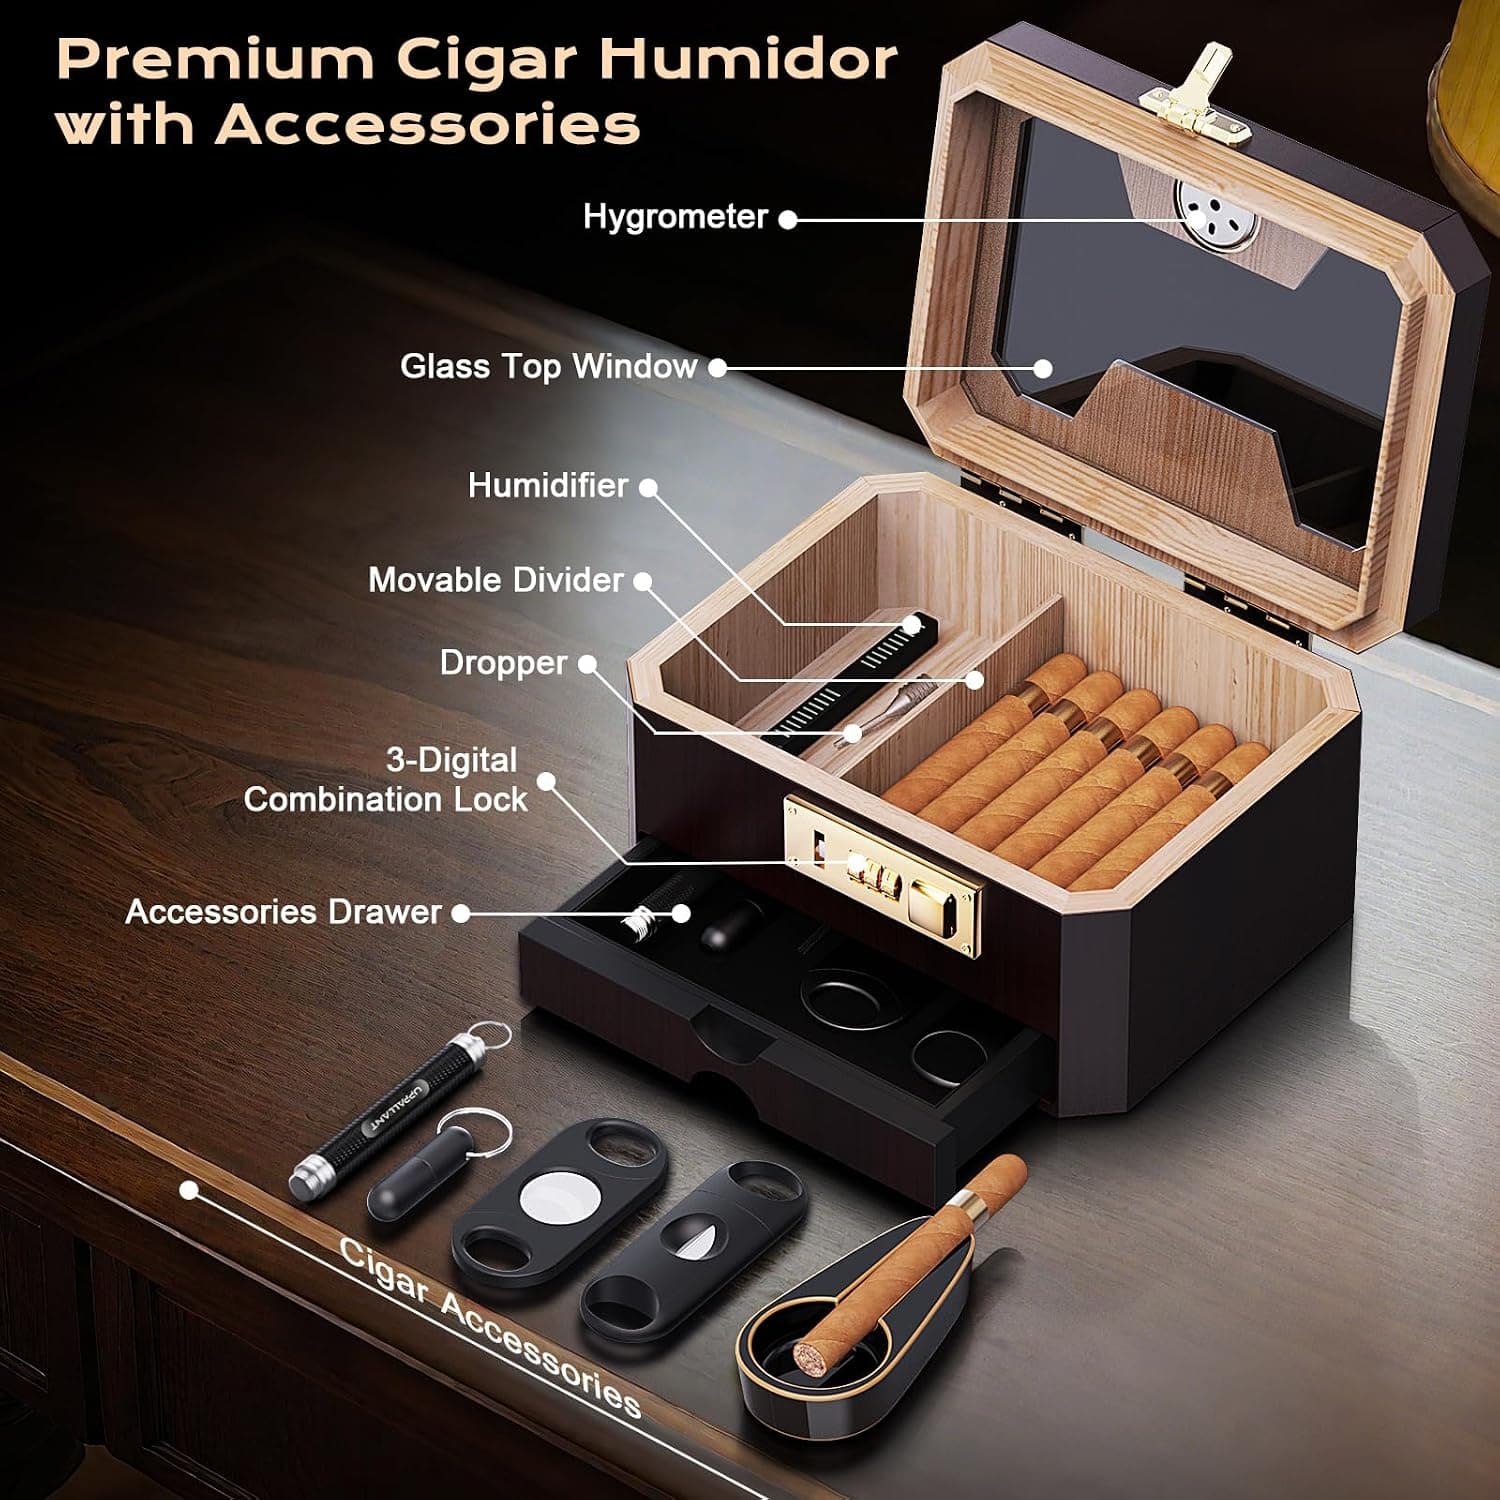 Premium Cigar Humidor
with Accessories
Hygrometer
Glass Top Window
Humidifier
Movable Divider
Dropper
3-Digital
Combination Lock
Accessories Drawer
UPALLANT
Cigar Accessories